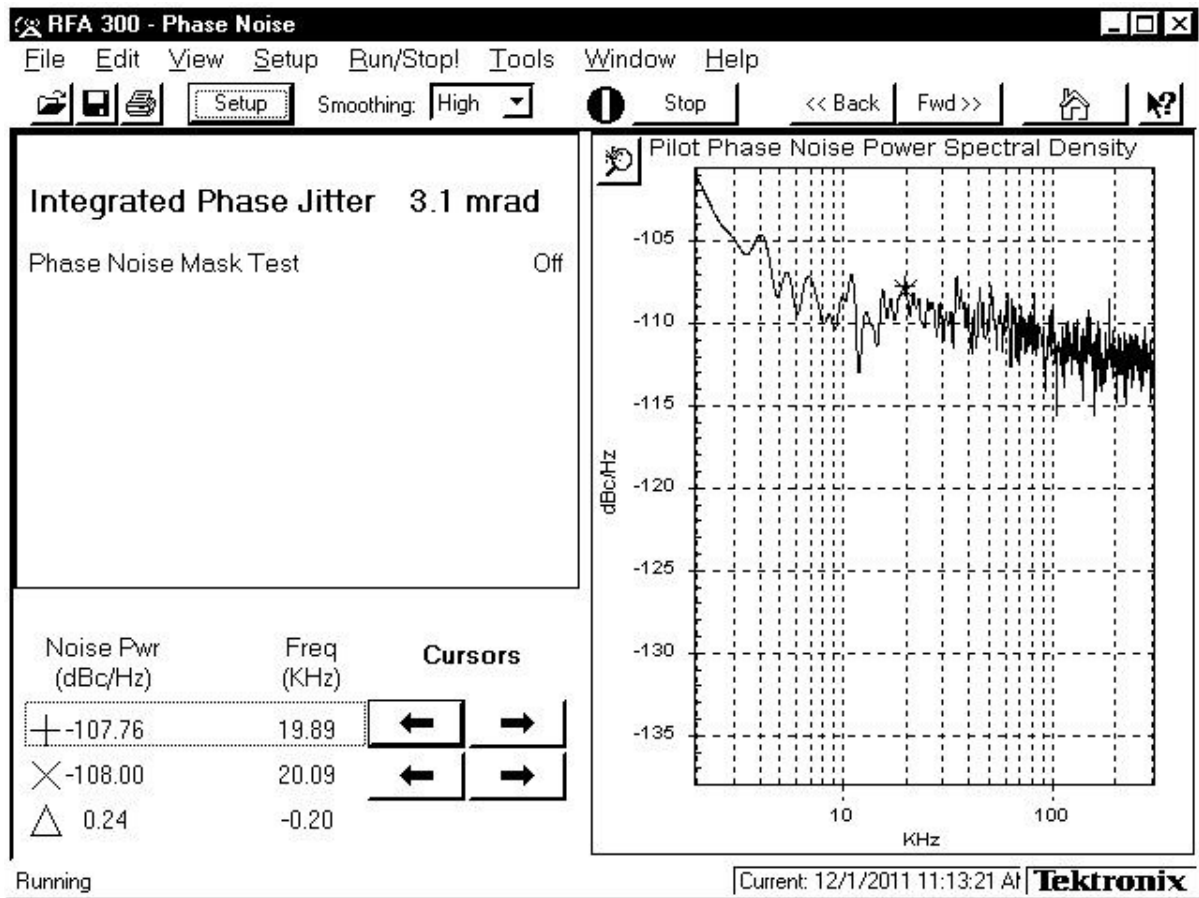 RFA 300 - Phase Noise
File Edit View Setup Run/Stop! Tools Window Help
Setup Smoothing: High Stop << Back Fwd >> ?
Integrated Phase Jitter 3.1 mrad
Phase Noise Mask Test Off
Noise Pwr (dBc/Hz) Freq (KHz) Cursors
-107.76 19.89
-108.00 20.09
0.24 -0.20
Pilot Phase Noise Power Spectral Density
-105
-110
-115
dBc/Hz
-120
-125
-130
-135
10 100
KHz
Running Current: 12/1/2011 11:13:21 Tektronix